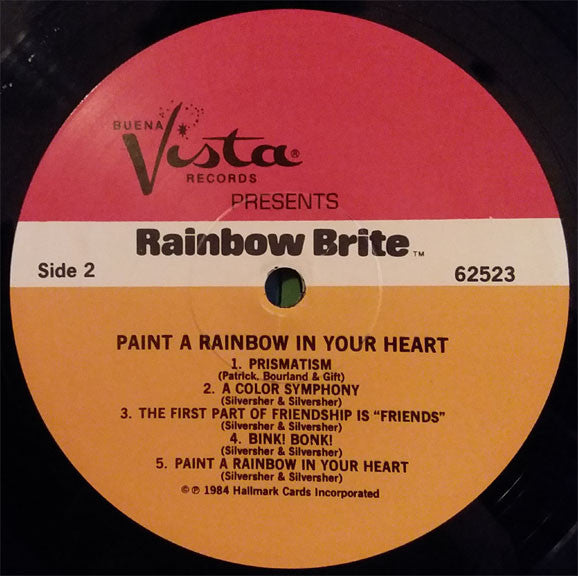 BUENA
Vista®
RECORDS
PRESENTS
Rainbow Brite™
Side 2 62523
PAINT A RAINBOW IN YOUR HEART
1. PRISMATISM
(Patrick, Bourland & Gift)
2. A COLOR SYMPHONY
(Silversher & Silversher)
3. THE FIRST PART OF FRIENDSHIP IS "FRIENDS"
(Silversher & Silversher)
4. BINK! BONK!
(Silversher & Silversher)
5. PAINT A RAINBOW IN YOUR HEART
(Silversher & Silversher)
©℗ 1984 Hallmark Cards Incorporated